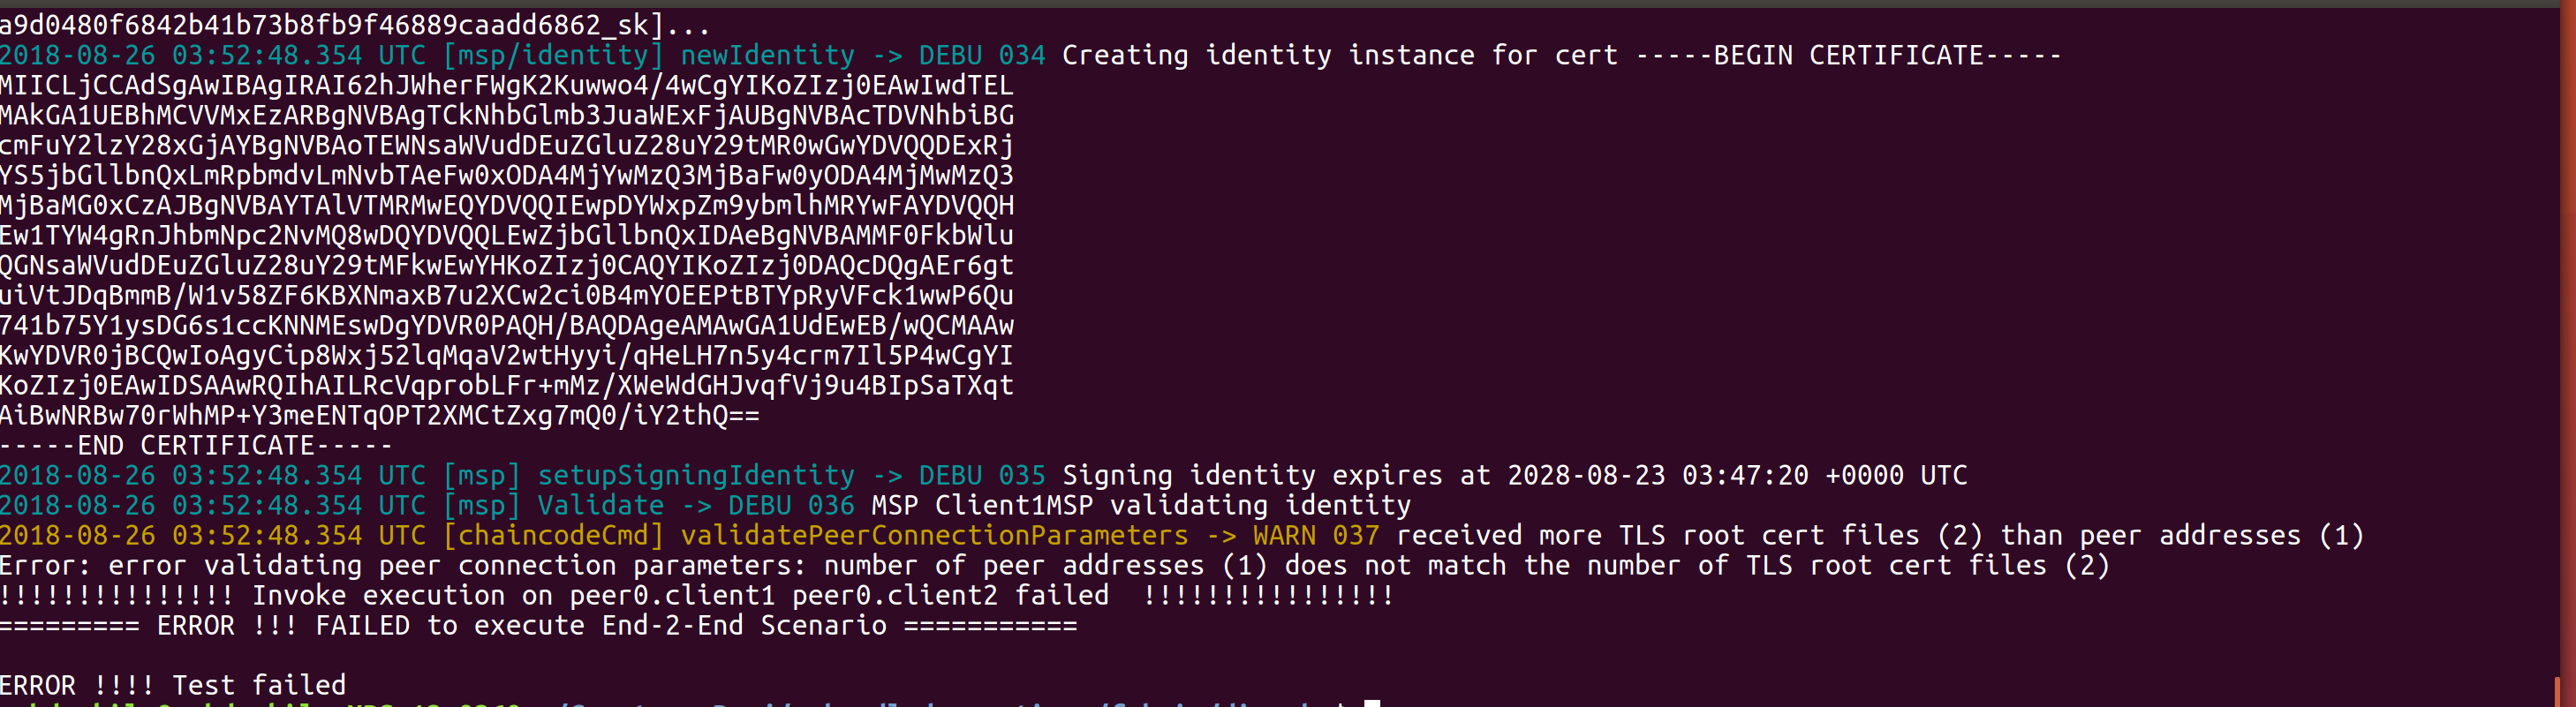 a9d0480f6842b41b73b8fb9f46889caadd6862_sk]...
2018-08-26 03:52:48.354 UTC [msp/identity] newIdentity -> DEBU 034 Creating identity instance for cert -----BEGIN CERTIFICATE-----
MIICLjCCAdSgAwIBAgIRAI62hJWherFWgK2Kuwwo4/4wCgYIKoZIzj0EAwIwdTEL
MAkGA1UEBhMCVVMxEzARBgNVBAgTCkNhbGlmb3JuaWExFjAUBgNVBAcTDVNhbiBG
cmFuY2lzY28xGjAYBgNVBAoTEWNsaWVudDEuZGluZ28uY29tMR0wGwYDVQQDExRj
YS5jbGllbnQxLmRpbmdvLmNvbTAeFw0xODA4MjYwMzQ3MjBaFw0yODA4MjMwMzQ3
MjBaMG0xCzAJBgNVBAYTAlVTMRMwEQYDVQQIEwpDYWxpZm9ybmlhMRYwFAYDVQQH
Ew1TYW4gRnJhbmNpc2NvMQ8wDQYDVQQLEwZjbGllbnQxIDAeBgNVBAMMF0FkbWlu
QGNsaWVudDEuZGluZ28uY29tMFkwEwYHKoZIzj0CAQYIKoZIzj0DAQcDQgAEr6gt
uiVtJDqBmmB/W1v58ZF6KBXNmaxB7u2XCw2ci0B4mYOEEPtBTYpRyVFck1wwP6Qu
741b75Y1ysDG6s1ccKNNMEswDgYDVR0PAQH/BAQDAgeAMAwGA1UdEwEB/wQCMAAw
KwYDVR0jBCQwIoAgyCip8Wxj52lqMqaV2wtHyyi/qHeLH7n5y4crm7Il5P4wCgYI
KoZIzj0EAwIDSAAwRQIhAILRcVqprobLFr+mMz/XWeWdGHJvqfVj9u4BIpSaTXqt
AiBwNRBw70rWhMP+Y3meENTqOPT2XMCtZxg7mQ0/iY2thQ==
-----END CERTIFICATE-----
2018-08-26 03:52:48.354 UTC [msp] setupSigningIdentity -> DEBU 035 Signing identity expires at 2028-08-23 03:47:20 +0000 UTC
2018-08-26 03:52:48.354 UTC [msp] Validate -> DEBU 036 MSP Client1MSP validating identity
2018-08-26 03:52:48.354 UTC [chaincodeCmd] validatePeerConnectionParameters -> WARN 037 received more TLS root cert files (2) than peer addresses (1)
Error: error validating peer connection parameters: number of peer addresses (1) does not match the number of TLS root cert files (2)
!!!!!!!!!!!!!!! Invoke execution on peer0.client1 peer0.client2 failed  !!!!!!!!!!!!!!!!
========= ERROR !!! FAILED to execute End-2-End Scenario ===========
ERROR !!!! Test failed